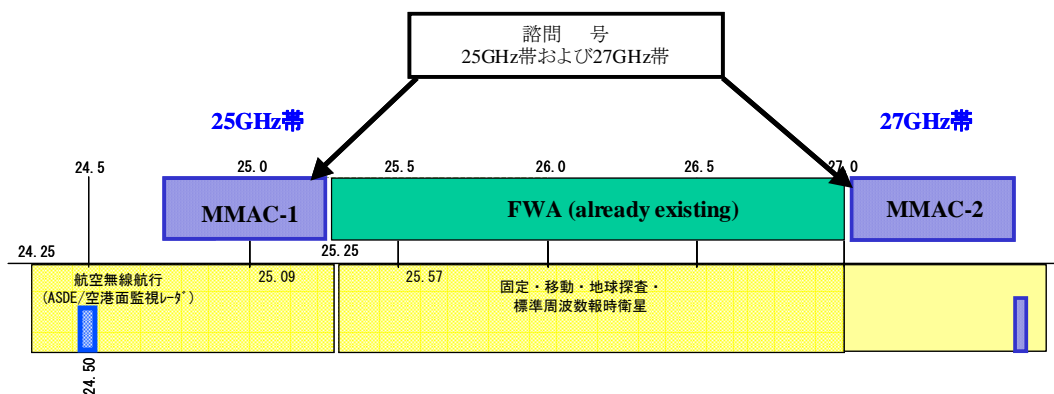 諮問 号
25GHz帯および27GHz帯
25GHz帯
27GHz帯
24.5
25.0
25.5
26.0
26.5
27.0
MMAC-1
FWA (already existing)
MMAC-2
24.25
25.25
航空無線航行
(ASDE/空港面監視ﾚｰﾀﾞ)
25.09
25.57
固定・移動・地球探査・
標準周波数報時衛星
24.50